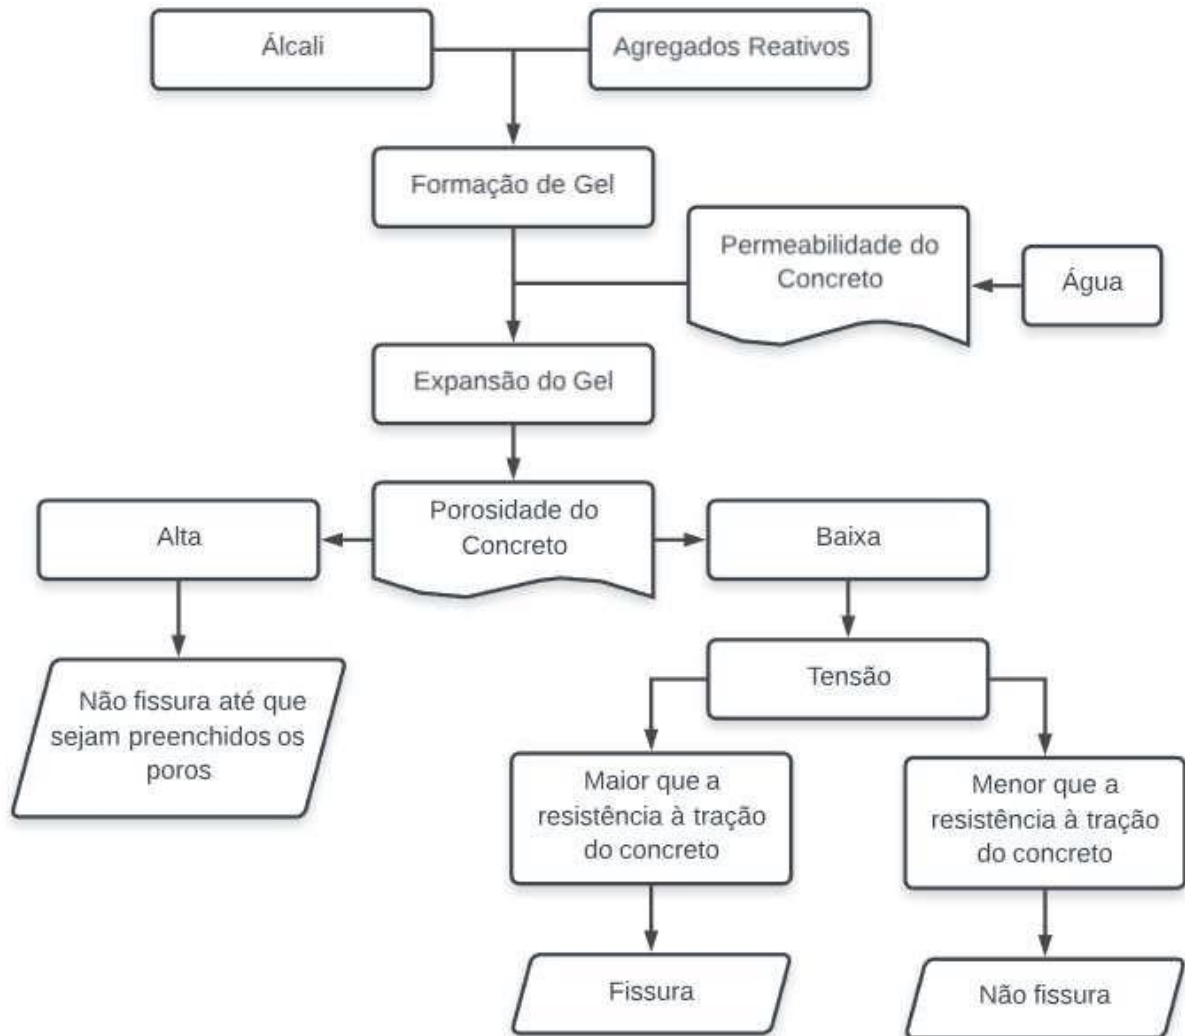 Álcali
Agregados Reativos
Formação de Gel
Permeabilidade do
Concreto
Água
Expansão do Gel
Porosidade do
Concreto
Alta
Baixa
Não fissura até que
sejam preenchidos os
poros
Tensão
Maior que a
resistência à tração
do concreto
Menor que a
resistência à tração
do concreto
Fissura
Não fissura